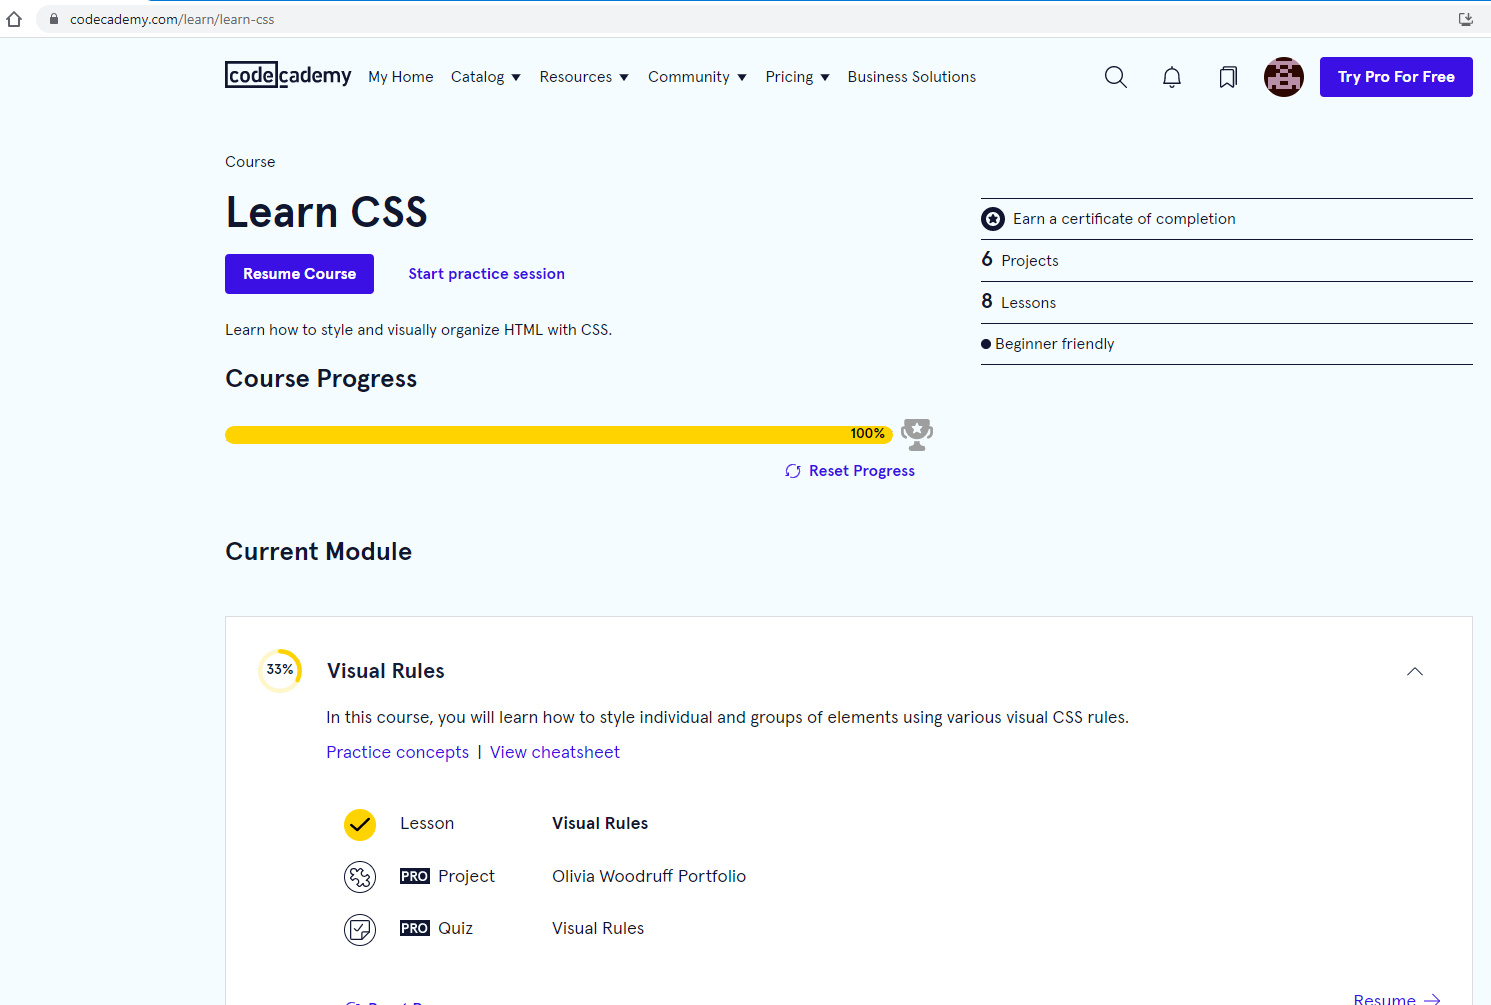 codecademy.com/learn/learn-css
codecademy My Home Catalog Resources Community Pricing Business Solutions Try Pro For Free
Course
Learn CSS
Resume Course Start practice session
Learn how to style and visually organize HTML with CSS.
Course Progress
100%
Reset Progress
Earn a certificate of completion
6 Projects
8 Lessons
Beginner friendly
Current Module
33% Visual Rules
In this course, you will learn how to style individual and groups of elements using various visual CSS rules.
Practice concepts | View cheatsheet
Lesson Visual Rules
PRO Project Olivia Woodruff Portfolio
PRO Quiz Visual Rules
Resume